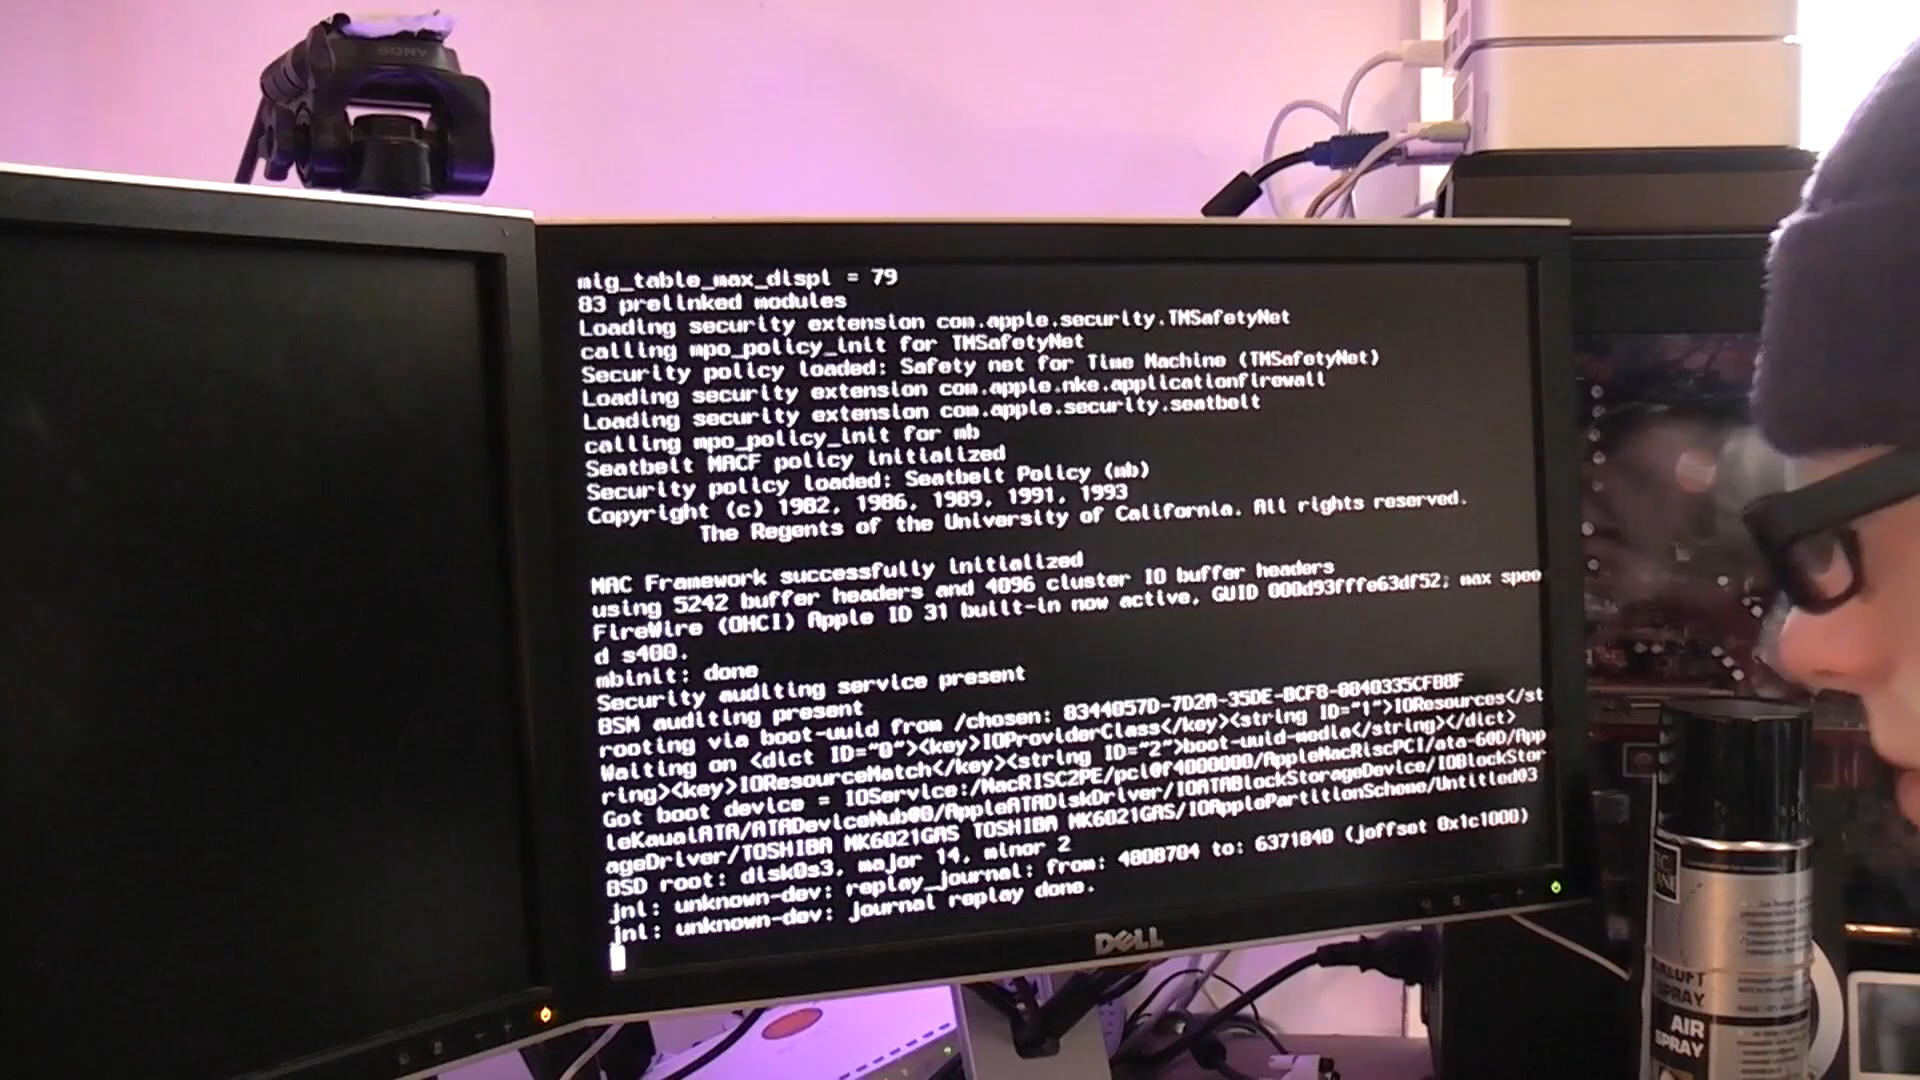 SONY
mig_table_max_displ = 79
83 prelinked modules
Loading security extension com.apple.security.TMSafetyNet
calling mpo_policy_init for TMSafetyNet
Security policy loaded: Safety net for Time Machine (TMSafetyNet)
Loading security extension com.apple.nke.applicationfirewall
Loading security extension com.apple.security.seatbelt
calling mpo_policy_init for mb
Seatbelt MACF policy initialized
Security policy loaded: Seatbelt Policy (mb)
Copyright (c) 1982, 1986, 1989, 1991, 1993
The Regents of the University of California. All rights reserved.
MAC Framework successfully initialized
using 5242 buffer headers and 4096 cluster IO buffer headers
FireWire (OHCI) Apple ID 31 built-in now active, GUID 000d93fffe63df52; max spee
d s400.
mbinit: done
Security auditing service present
BSM auditing present
rooting via boot-uuid from /chosen: 8344057D-7D2A-35DE-BCF8-8840335CFB8F
Waiting on <dict ID="0"><key>IOProviderClass</key><string ID="1">IOResources</st
ring><key>IOResourceMatch</key><string ID="2">boot-uuid-media</string></dict>
Got boot device = IOService:/MacRISC2PE/pci@f4000000/AppleMacRiscPCI/ata-60D/App
leKauaiATA/ATADeviceNub@0/AppleATADiskDriver/IOATABlockStorageDevice/IOBlockStor
ageDriver/TOSHIBA MK6021GAS TOSHIBA MK6021GAS/IOApplePartitionScheme/Untitled@3
BSD root: disk0s3, major 14, minor 2
jnl: unknown-dev: replay_journal: from: 4808704 to: 6371840 (joffset 0x1c1000)
jnl: unknown-dev: journal replay done.
DELL
SPRAY
AIR
SPRAY